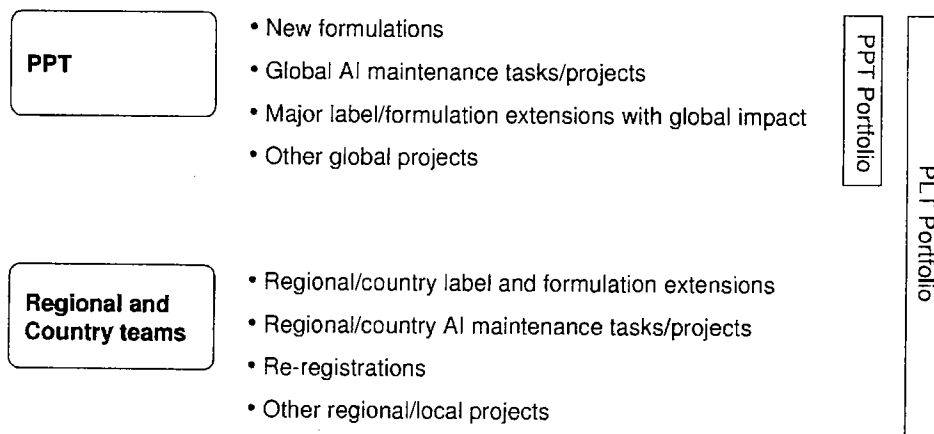 PPT
• New formulations
• Global AI maintenance tasks/projects
• Major label/formulation extensions with global impact
• Other global projects
PPT Portfolio
PLT Portfolio
Regional and
Country teams
• Regional/country label and formulation extensions
• Regional/country AI maintenance tasks/projects
• Re-registrations
• Other regional/local projects